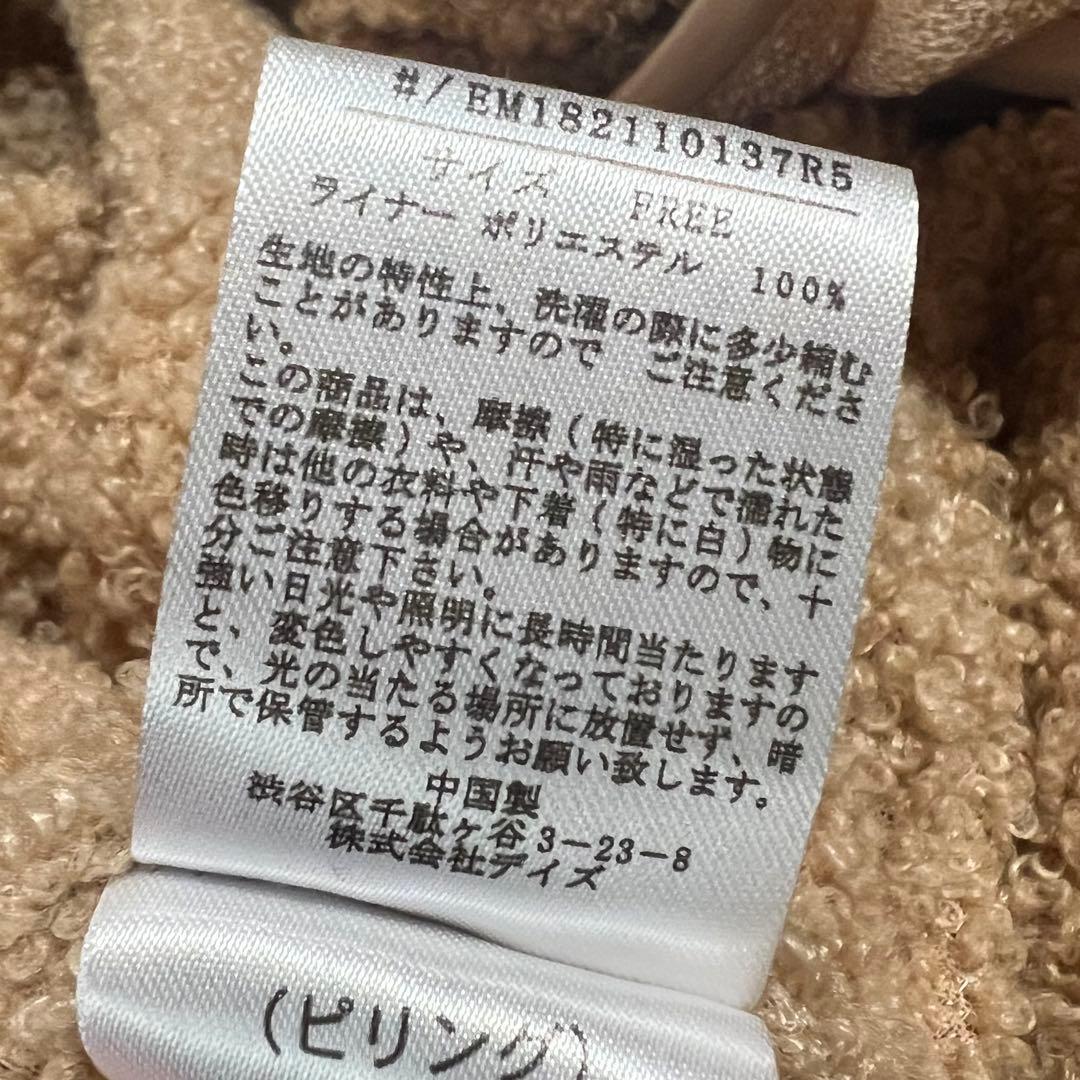 #/EM182110137R5
サイズ FREE
ライナー ポリエステル 100%
生地の特性上、洗濯の際に多少縮む
ことがありますので ご注意くださ
い。
この商品は、摩擦(特に湿った状態
での摩擦)や、汗や雨などで濡れた
時は他の衣料や下着(特に白)物に
色移りする場合がありますので、十
分ご注意下さい。
強い日光や照明に長時間当たります
と、変色しやすくなっておりますの
で、光の当たる場所に放置せず、暗
所で保管するようお願い致します。
中国製
渋谷区千駄ヶ谷3-23-8
株式会社デイズ
(ピリング)